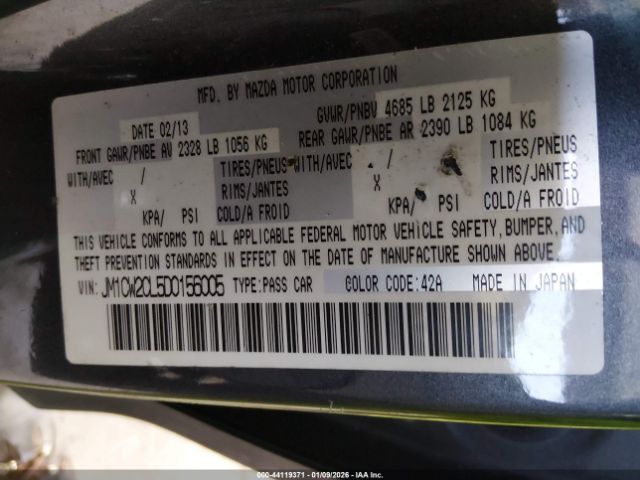 MFD. BY MAZDA MOTOR CORPORATION
DATE 02/13 GVWR/PNBV 4685 LB 2125 KG
FRONT GAWR/PNBE AV 2328 LB 1056 KG REAR GAWR/PNBE AR 2390 LB 1084 KG
WITH/AVEC / TIRES/PNEUS WITH/AVEC / TIRES/PNEUS
X RIMS/JANTES X RIMS/JANTES
KPA/ PSI COLD/A FROID KPA/ PSI COLD/A FROID
THIS VEHICLE CONFORMS TO ALL APPLICABLE FEDERAL MOTOR VEHICLE SAFETY, BUMPER, AND
THEFT PREVENTION STANDARDS IN EFFECT ON THE DATE OF MANUFACTURE SHOWN ABOVE.
VIN: JM1CW2CL5D0156005 TYPE:PASS CAR COLOR CODE:42A MADE IN JAPAN
000-44119371 - 01/09/2026 - IAA Holdings, LLC